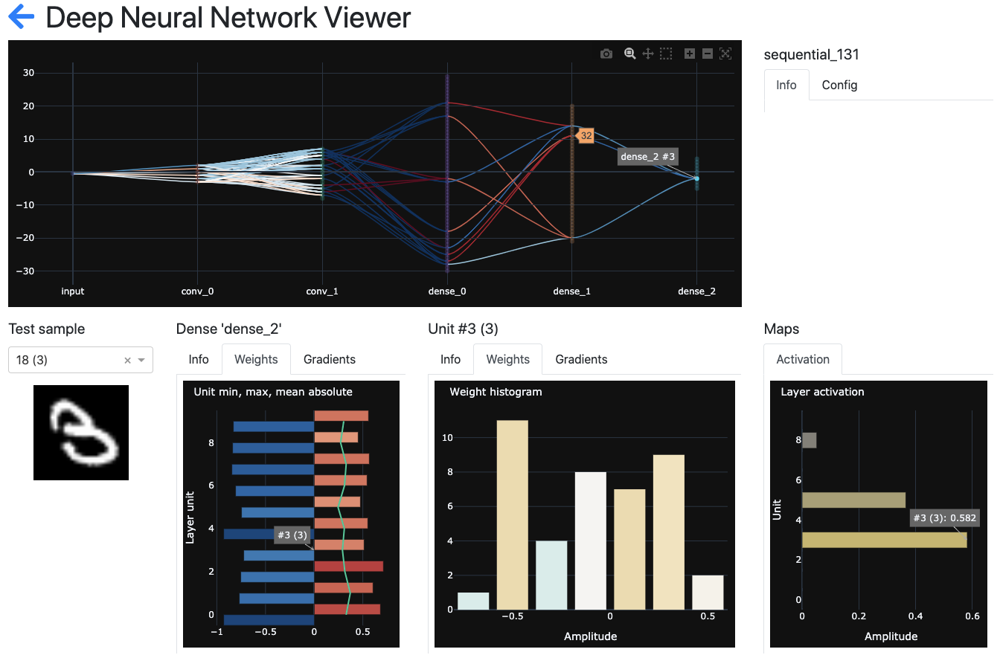 Deep Neural Network Viewer
30
20
10
0
−10
−20
−30
input
conv_0
conv_1
dense_0
dense_1
dense_2
32
dense_2 #3
sequential_131
Info
Config
Test sample
18 (3)
Dense 'dense_2'
Info
Weights
Gradients
Unit min, max, mean absolute
Layer unit
8
6
4
2
0
−1
−0.5
0
0.5
#3 (3)
Unit #3 (3)
Info
Weights
Gradients
Weight histogram
10
8
6
4
2
0
−0.5
0
0.5
Amplitude
Maps
Activation
Layer activation
Unit
8
6
4
2
0
#3 (3): 0.582
0
0.2
0.4
0.6
Amplitude